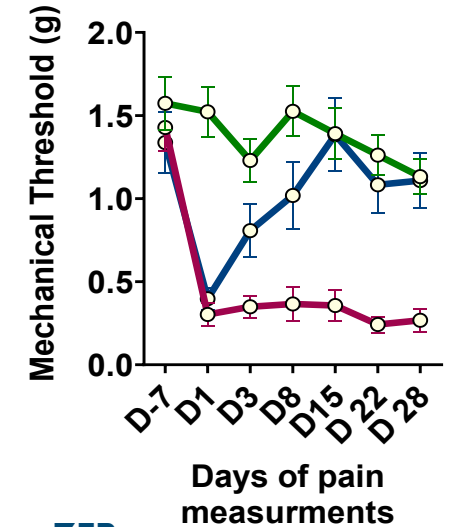 Mechanical Threshold (g)
2.0
1.5
1.0
0.5
0.0
D-7
D1
D3
D8
D15
D 22
D 28
Days of pain
measurments